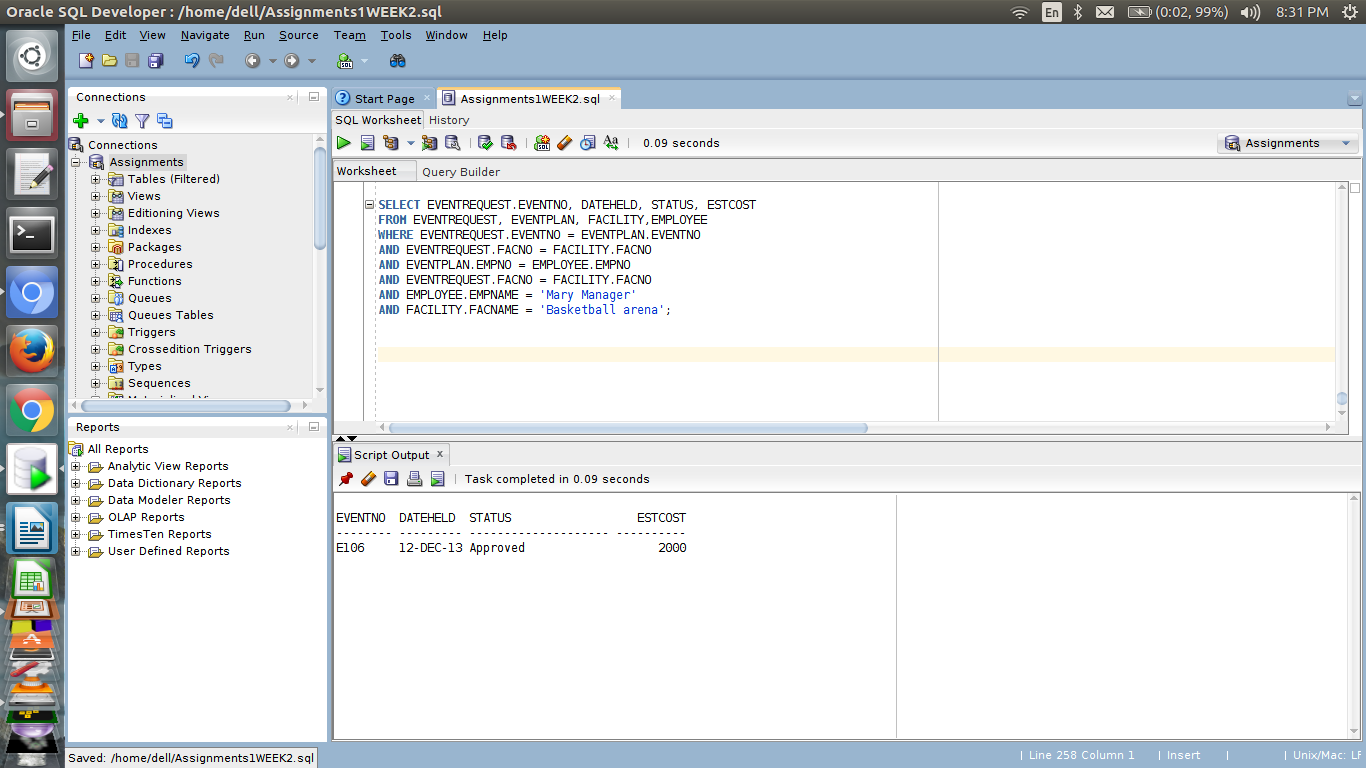 Oracle SQL Developer : /home/dell/Assignments1WEEK2.sql
En
(0:02, 99%)
8:31 PM
File Edit View Navigate Run Source Team Tools Window Help
Connections
Connections
Assignments
Tables (Filtered)
Views
Editioning Views
Indexes
Packages
Procedures
Functions
Queues
Queues Tables
Triggers
Crossedition Triggers
Types
Sequences
Reports
All Reports
Analytic View Reports
Data Dictionary Reports
Data Modeler Reports
OLAP Reports
TimesTen Reports
User Defined Reports
Start Page
Assignments1WEEK2.sql
SQL Worksheet History
0.09 seconds
Assignments
Worksheet Query Builder
SELECT EVENTREQUEST.EVENTNO, DATEHELD, STATUS, ESTCOST
FROM EVENTREQUEST, EVENTPLAN, FACILITY,EMPLOYEE
WHERE EVENTREQUEST.EVENTNO = EVENTPLAN.EVENTNO
AND EVENTREQUEST.FACNO = FACILITY.FACNO
AND EVENTPLAN.EMPNO = EMPLOYEE.EMPNO
AND EVENTREQUEST.FACNO = FACILITY.FACNO
AND EMPLOYEE.EMPNAME = 'Mary Manager'
AND FACILITY.FACNAME = 'Basketball arena';
Script Output
Task completed in 0.09 seconds
EVENTNO DATEHELD STATUS ESTCOST
-------- --------- -------------------- ----------
E106 12-DEC-13 Approved 2000
Saved: /home/dell/Assignments1WEEK2.sql
Line 258 Column 1
Insert
Unix/Mac: LF